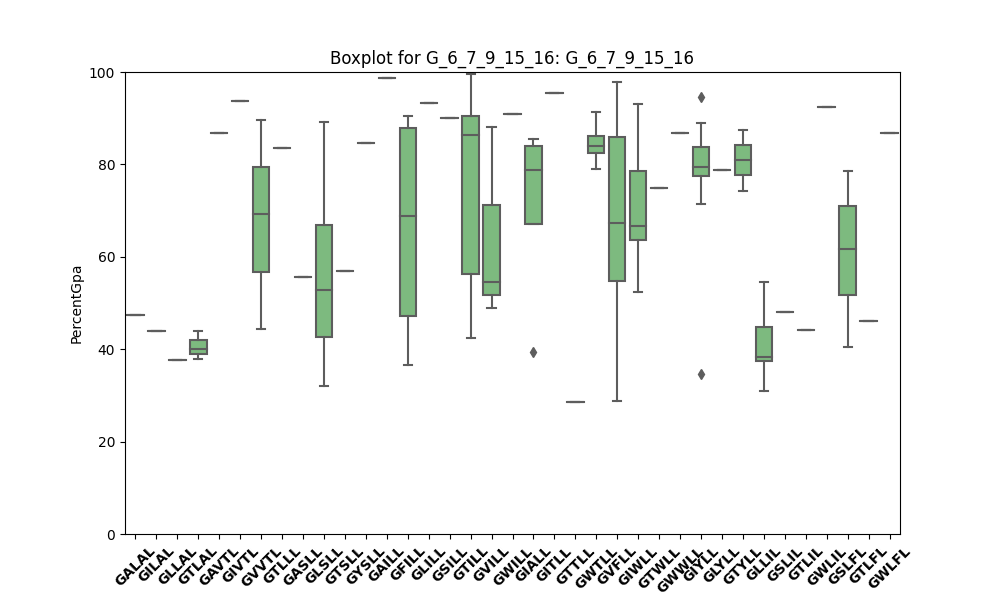 Boxplot for G_6_7_9_15_16: G_6_7_9_15_16
PercentGpa
100
80
60
40
20
0
GALAL
GILAL
GLLAL
GTLAL
GAVTL
GIVTL
GVVTL
GTLLL
GASLL
GLSLL
GTSLL
GYSLL
GAILL
GFILL
GLILL
GSILL
GTILL
GVILL
GWILL
GIALL
GITLL
GTTLL
GWTLL
GVFLL
GIWLL
GTWLL
GWWLL
GIYLL
GLYLL
GTYLL
GLLIL
GSLIL
GTLIL
GWLIL
GSLFL
GTLFL
GWLFL